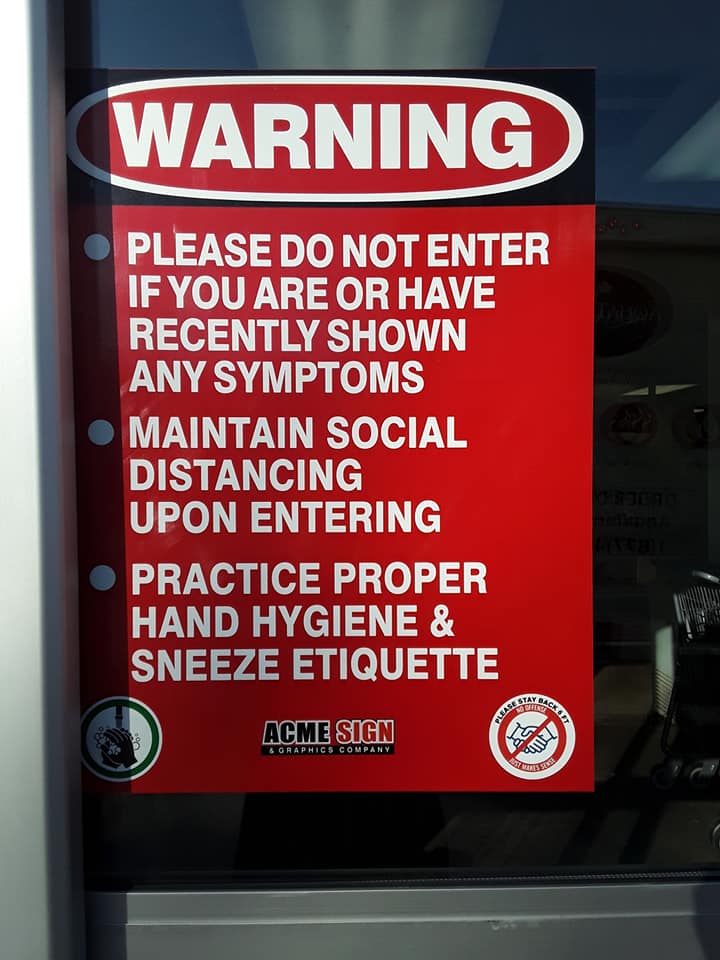 WARNING
PLEASE DO NOT ENTER
IF YOU ARE OR HAVE
RECENTLY SHOWN
ANY SYMPTOMS
MAINTAIN SOCIAL
DISTANCING
UPON ENTERING
PRACTICE PROPER
HAND HYGIENE &
SNEEZE ETIQUETTE
ACME SIGN
& GRAPHICS COMPANY
PLEASE STAY BACK 6 FT
NO OFFENSE
JUST MAKES SENSE